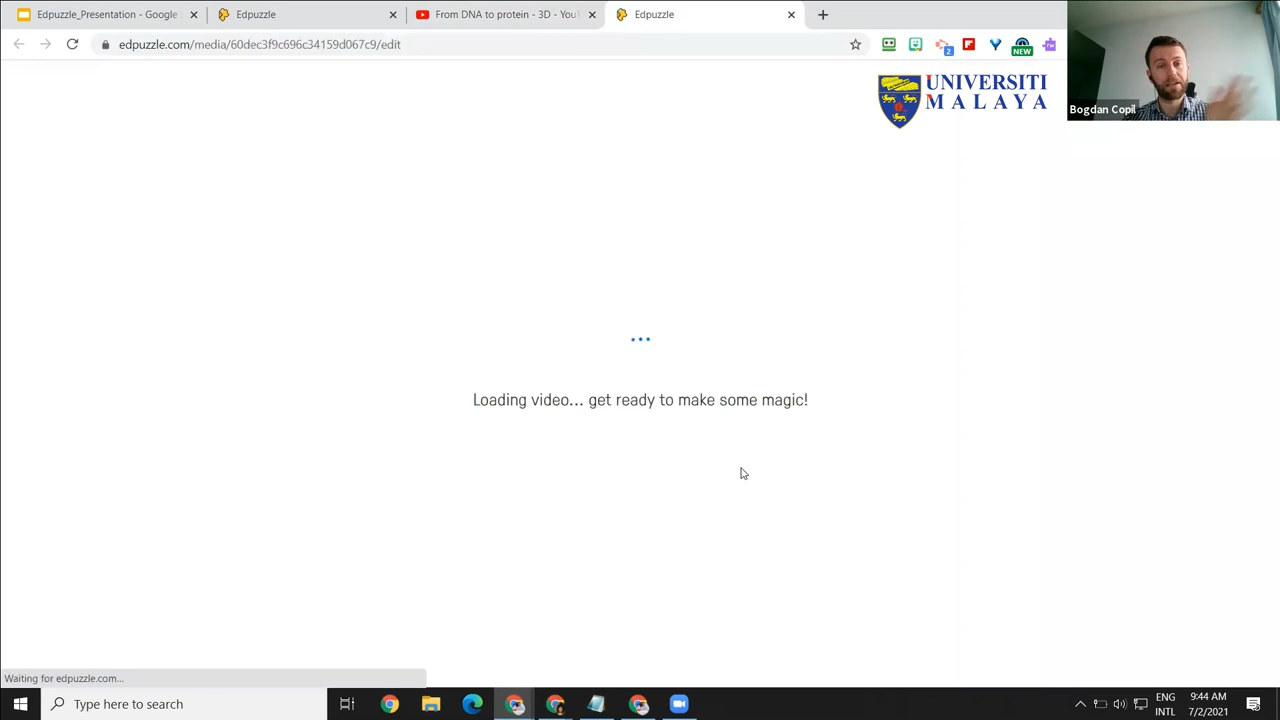 Edpuzzle_Presentation - Google
Edpuzzle
From DNA to protein - 3D - You
Edpuzzle
edpuzzle.com
/edit
2
NEW
UNIVERSITI
MALAYA
Bogdan Copil
Loading video... get ready to make some magic!
Waiting for edpuzzle.com...
Type here to search
ENG
INTL
9:44 AM
7/2/2021